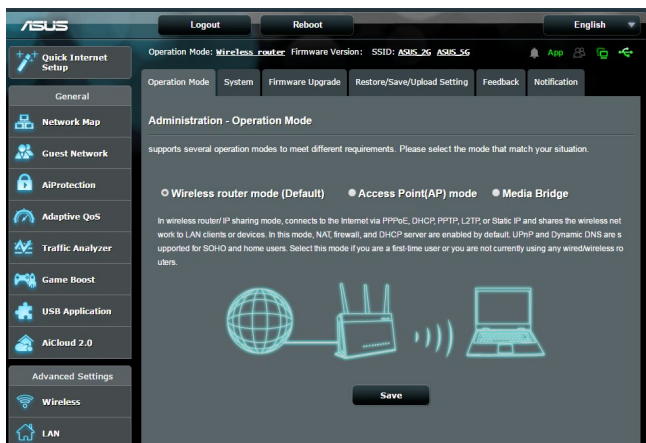 ASUS
Logout
Reboot
English
Quick Internet
Setup
Operation Mode: Wireless router Firmware Version: SSID: ASUS_2G ASUS_5G
App
Operation Mode
System
Firmware Upgrade
Restore/Save/Upload Setting
Feedback
Notification
General
Network Map
Guest Network
AiProtection
Adaptive QoS
Traffic Analyzer
Game Boost
USB Application
AiCloud 2.0
Advanced Settings
Wireless
LAN
Administration - Operation Mode
supports several operation modes to meet different requirements. Please select the mode that match your situation.
Wireless router mode (Default)
Access Point(AP) mode
Media Bridge
In wireless router/ IP sharing mode, connects to the Internet via PPPoE, DHCP, PPTP, L2TP, or Static IP and shares the wireless net
work to LAN clients or devices. In this mode, NAT, firewall, and DHCP server are enabled by default. UPnP and Dynamic DNS are s
upported for SOHO and home users. Select this mode if you are a first-time user or you are not currently using any wired/wireless ro
uters.
Save